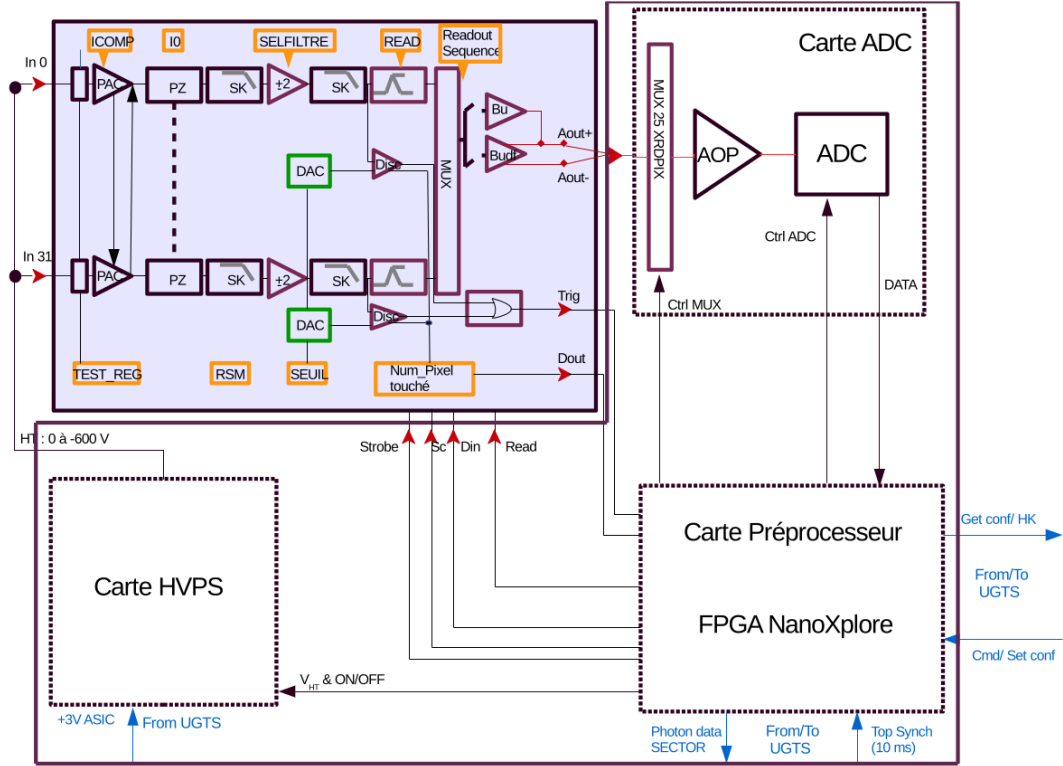 ICOMP
I0
SELFILTRE
READ
Readout
Sequence
Carte ADC
In 0
PAC
PZ
SK
±2
SK
MUX
Bu
Aout+
Buff
Aout-
MUX 25 XRDPIX
AOP
ADC
DAC
Disc
Ctrl ADC
In 31
PAC
PZ
SK
±2
SK
DATA
Trig
Ctrl MUX
DAC
Disc
Dout
TEST_REG
RSM
SEUIL
Num_Pixel
touché
HT : 0 à -600 V
Strobe
Sc
Din
Read
Carte Préprocesseur
FPGA NanoXplore
Get conf/ HK
From/To
UGTS
Cmd/ Set conf
Carte HVPS
VHT & ON/OFF
+3V ASIC
From UGTS
Photon data
SECTOR
From/To
UGTS
Top Synch
(10 ms)